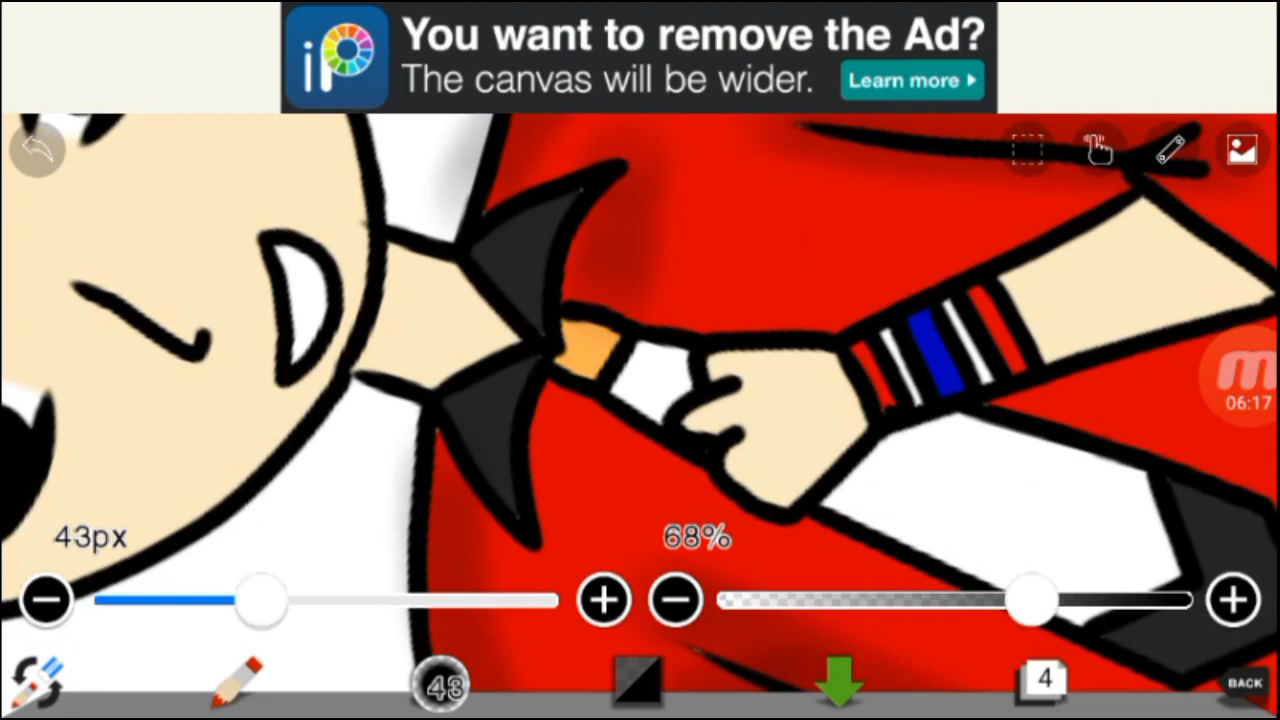 iP
You want to remove the Ad?
The canvas will be wider.
Learn more
06:17
43px
68%
43
4
BACK